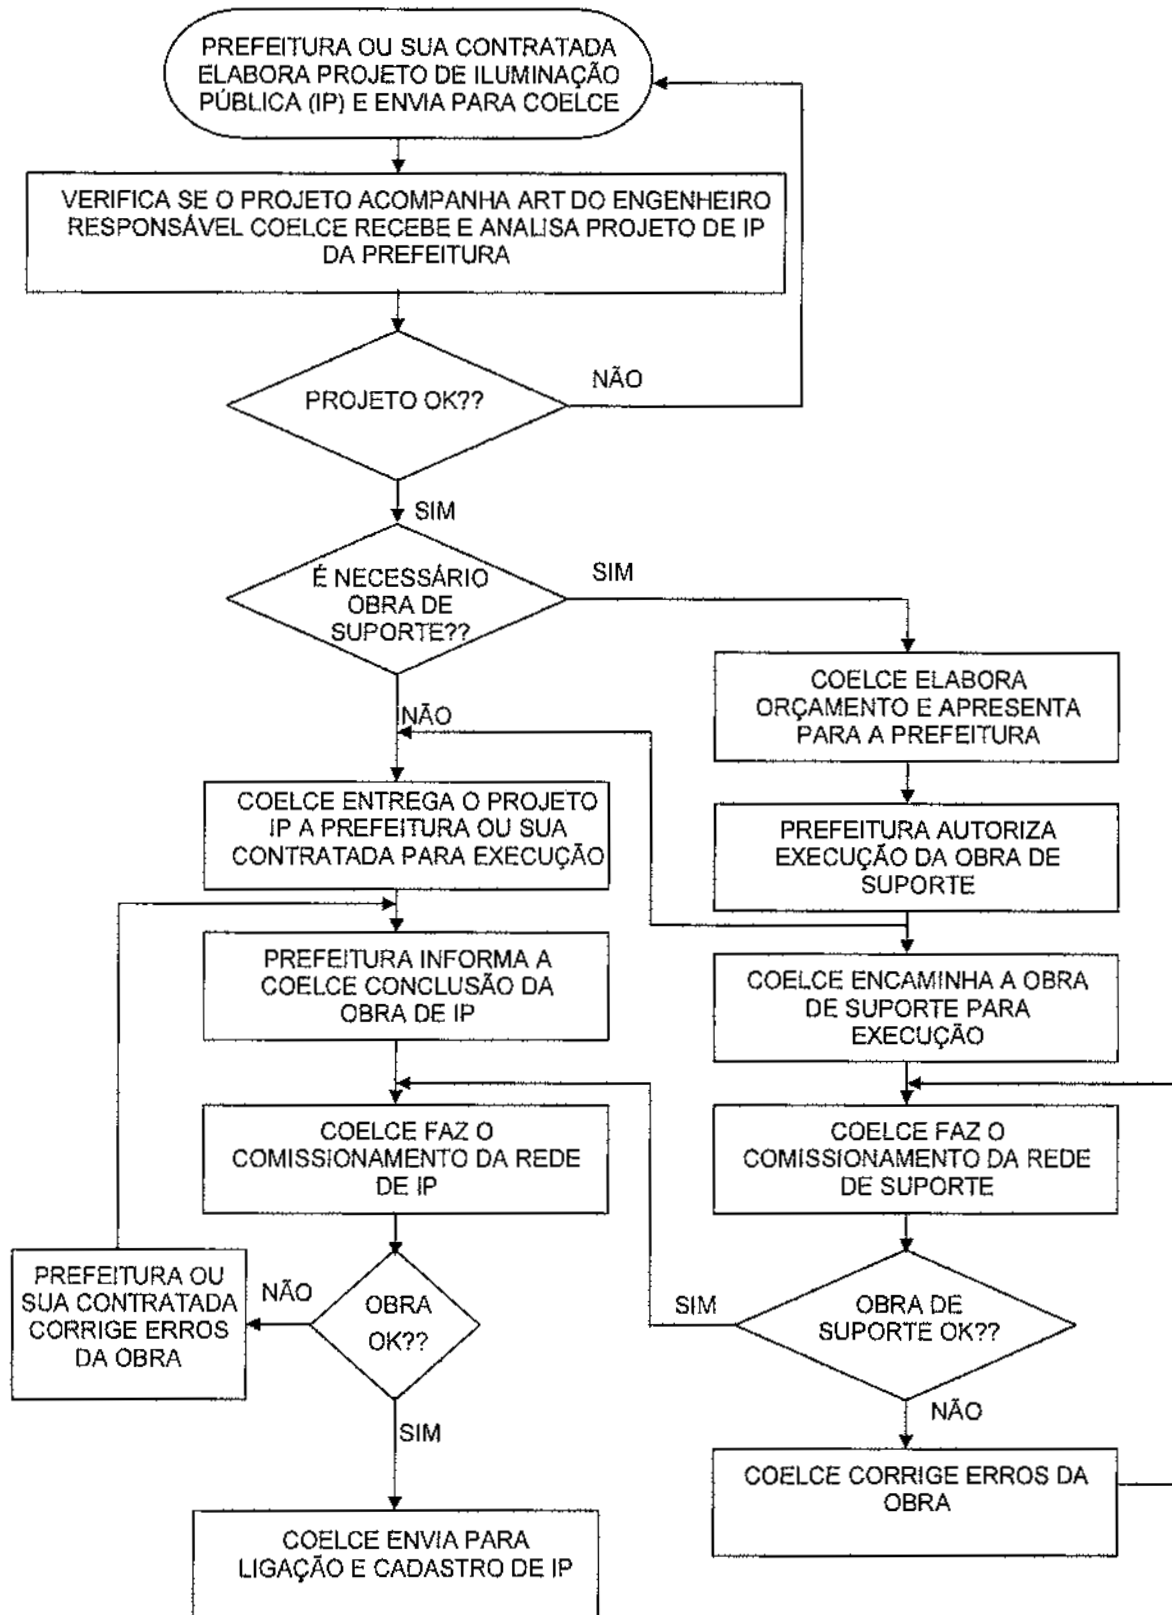 PREFEITURA OU SUA CONTRATADA
ELABORA PROJETO DE ILUMINAÇÃO
PÚBLICA (IP) E ENVIA PARA COELCE
VERIFICA SE O PROJETO ACOMPANHA ART DO ENGENHEIRO
RESPONSÁVEL COELCE RECEBE E ANALISA PROJETO DE IP
DA PREFEITURA
PROJETO OK??
NÃO
SIM
É NECESSÁRIO
OBRA DE
SUPORTE??
SIM
NÃO
COELCE ELABORA
ORÇAMENTO E APRESENTA
PARA A PREFEITURA
COELCE ENTREGA O PROJETO
IP A PREFEITURA OU SUA
CONTRATADA PARA EXECUÇÃO
PREFEITURA AUTORIZA
EXECUÇÃO DA OBRA DE
SUPORTE
PREFEITURA INFORMA A
COELCE CONCLUSÃO DA
OBRA DE IP
COELCE ENCAMINHA A OBRA
DE SUPORTE PARA
EXECUÇÃO
COELCE FAZ O
COMISSIONAMENTO DA REDE
DE IP
COELCE FAZ O
COMISSIONAMENTO DA REDE
DE SUPORTE
PREFEITURA OU
SUA CONTRATADA
CORRIGE ERROS
DA OBRA
NÃO
OBRA
OK??
SIM
OBRA DE
SUPORTE OK??
SIM
NÃO
COELCE CORRIGE ERROS DA
OBRA
COELCE ENVIA PARA
LIGAÇÃO E CADASTRO DE IP